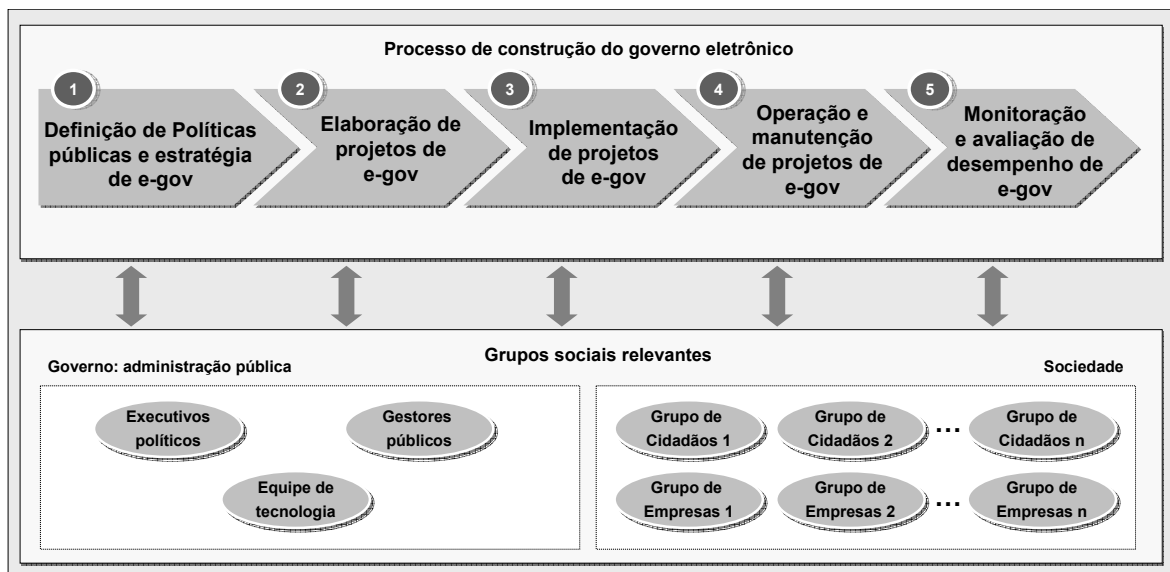 Processo de construção do governo eletrônico
1
Definição de Políticas
públicas e estratégia
de e-gov
2
Elaboração de
projetos de
e-gov
3
Implementação
de projetos
de e-gov
4
Operação e
manutenção
de projetos de
e-gov
5
Monitoração
e avaliação de
desempenho de
e-gov
Grupos sociais relevantes
Governo: administração pública
Executivos
políticos
Gestores
públicos
Equipe de
tecnologia
Sociedade
Grupo de
Cidadãos 1
Grupo de
Cidadãos 2
...
Grupo de
Cidadãos n
Grupo de
Empresas 1
Grupo de
Empresas 2
...
Grupo de
Empresas n